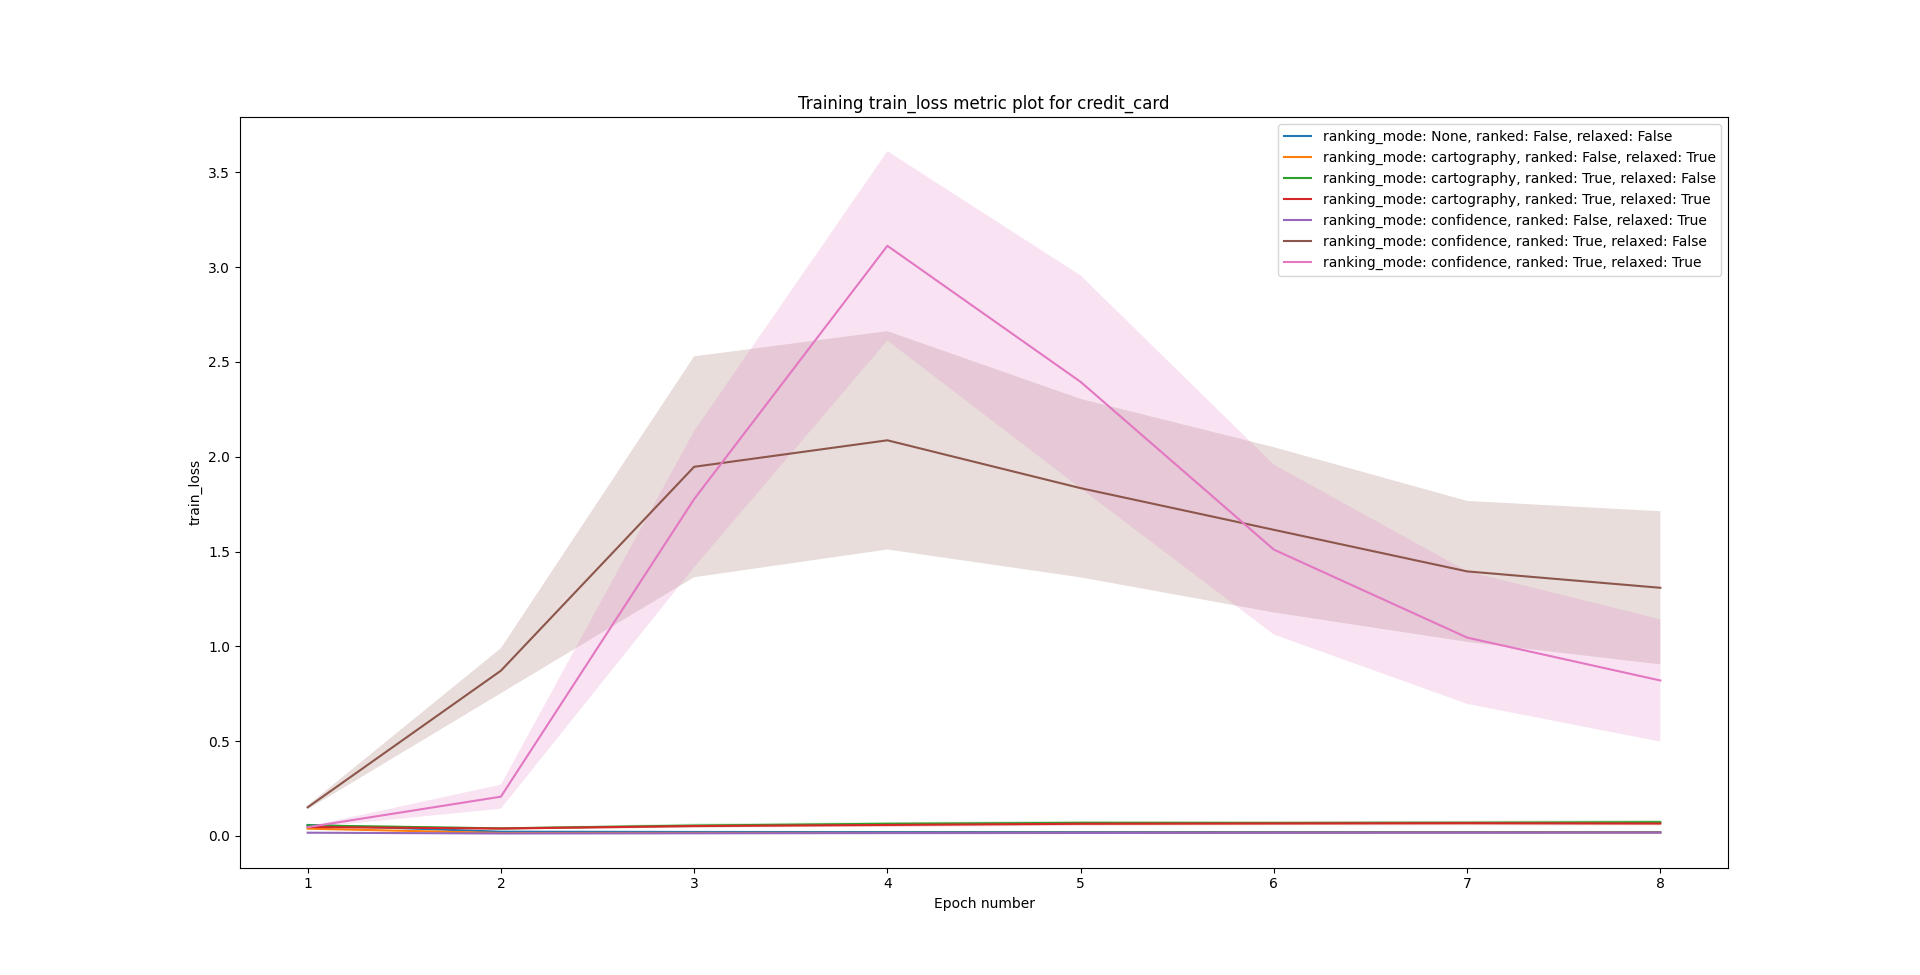 Training train_loss metric plot for credit_card
ranking_mode: None, ranked: False, relaxed: False
ranking_mode: cartography, ranked: False, relaxed: True
ranking_mode: cartography, ranked: True, relaxed: False
ranking_mode: cartography, ranked: True, relaxed: True
ranking_mode: confidence, ranked: False, relaxed: True
ranking_mode: confidence, ranked: True, relaxed: False
ranking_mode: confidence, ranked: True, relaxed: True
train_loss
3.5
3.0
2.5
2.0
1.5
1.0
0.5
0.0
1 2 3 4 5 6 7 8
Epoch number